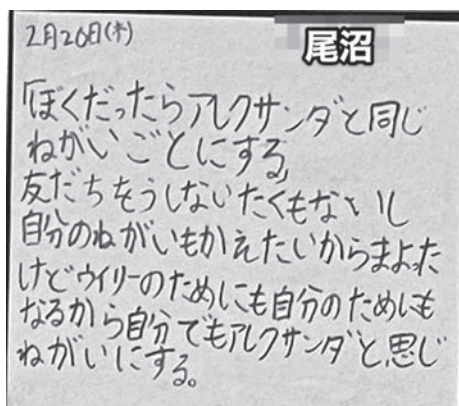 2月26日(木)
尾沼
「ぼくだったらアレクサンダと同じ
ねがいごとにする」
友だちをうしないたくもないし
自分のねがいもかえたいからまよった
けどウイリーのためにも自分のためにも
なるから自分でもアレクサンダと思じ
ねがいにする。